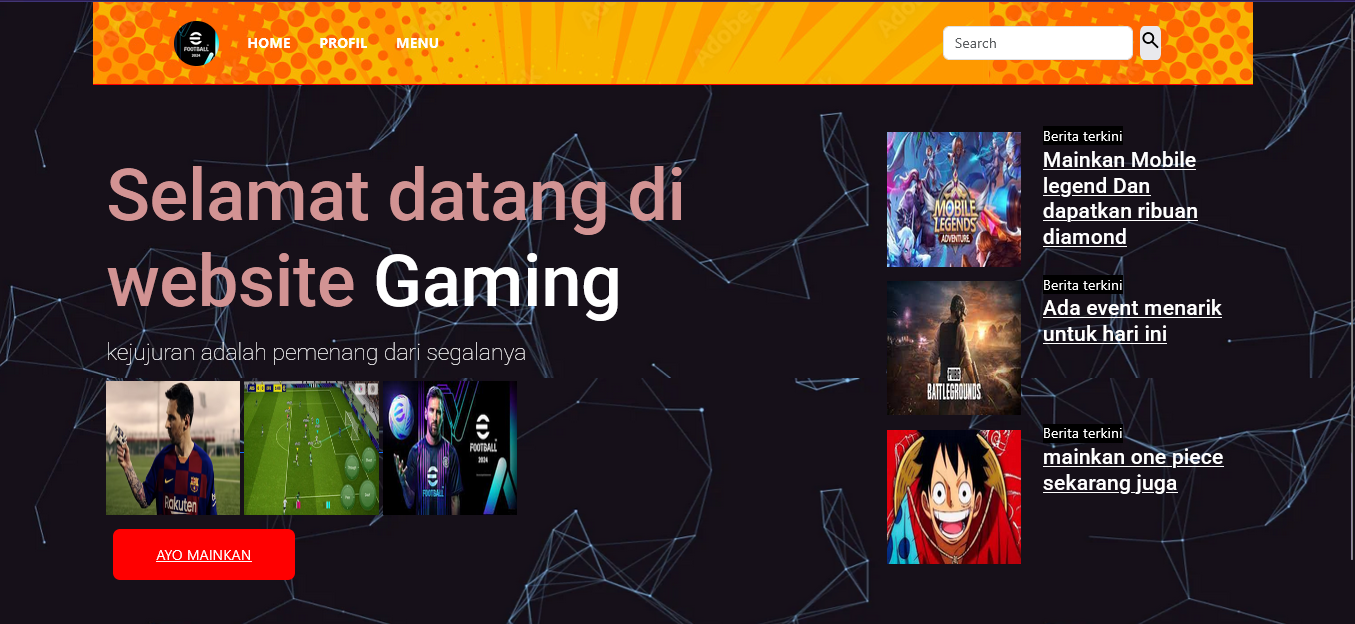 FOOTBALL
2024
HOME
PROFIL
MENU
Search
Selamat datang di
website Gaming
kejujuran adalah pemenang dari segalanya
Rakuten
FOOTBALL
FOOTBALL
2024
AYO MAINKAN
MOBILE
LEGENDS
ADVENTURE
Berita terkini
Mainkan Mobile
legend Dan
dapatkan ribuan
diamond
PUBG
BATTLEGROUNDS
Berita terkini
Ada event menarik
untuk hari ini
Berita terkini
mainkan one piece
sekarang juga